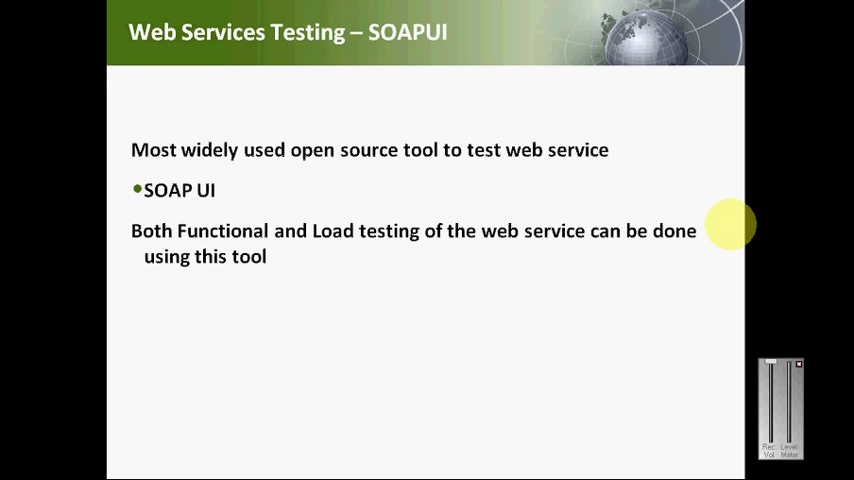 Web Services Testing – SOAPUI
Most widely used open source tool to test web service
•SOAP UI
Both Functional and Load testing of the web service can be done
using this tool
Rec Level
Vol Meter